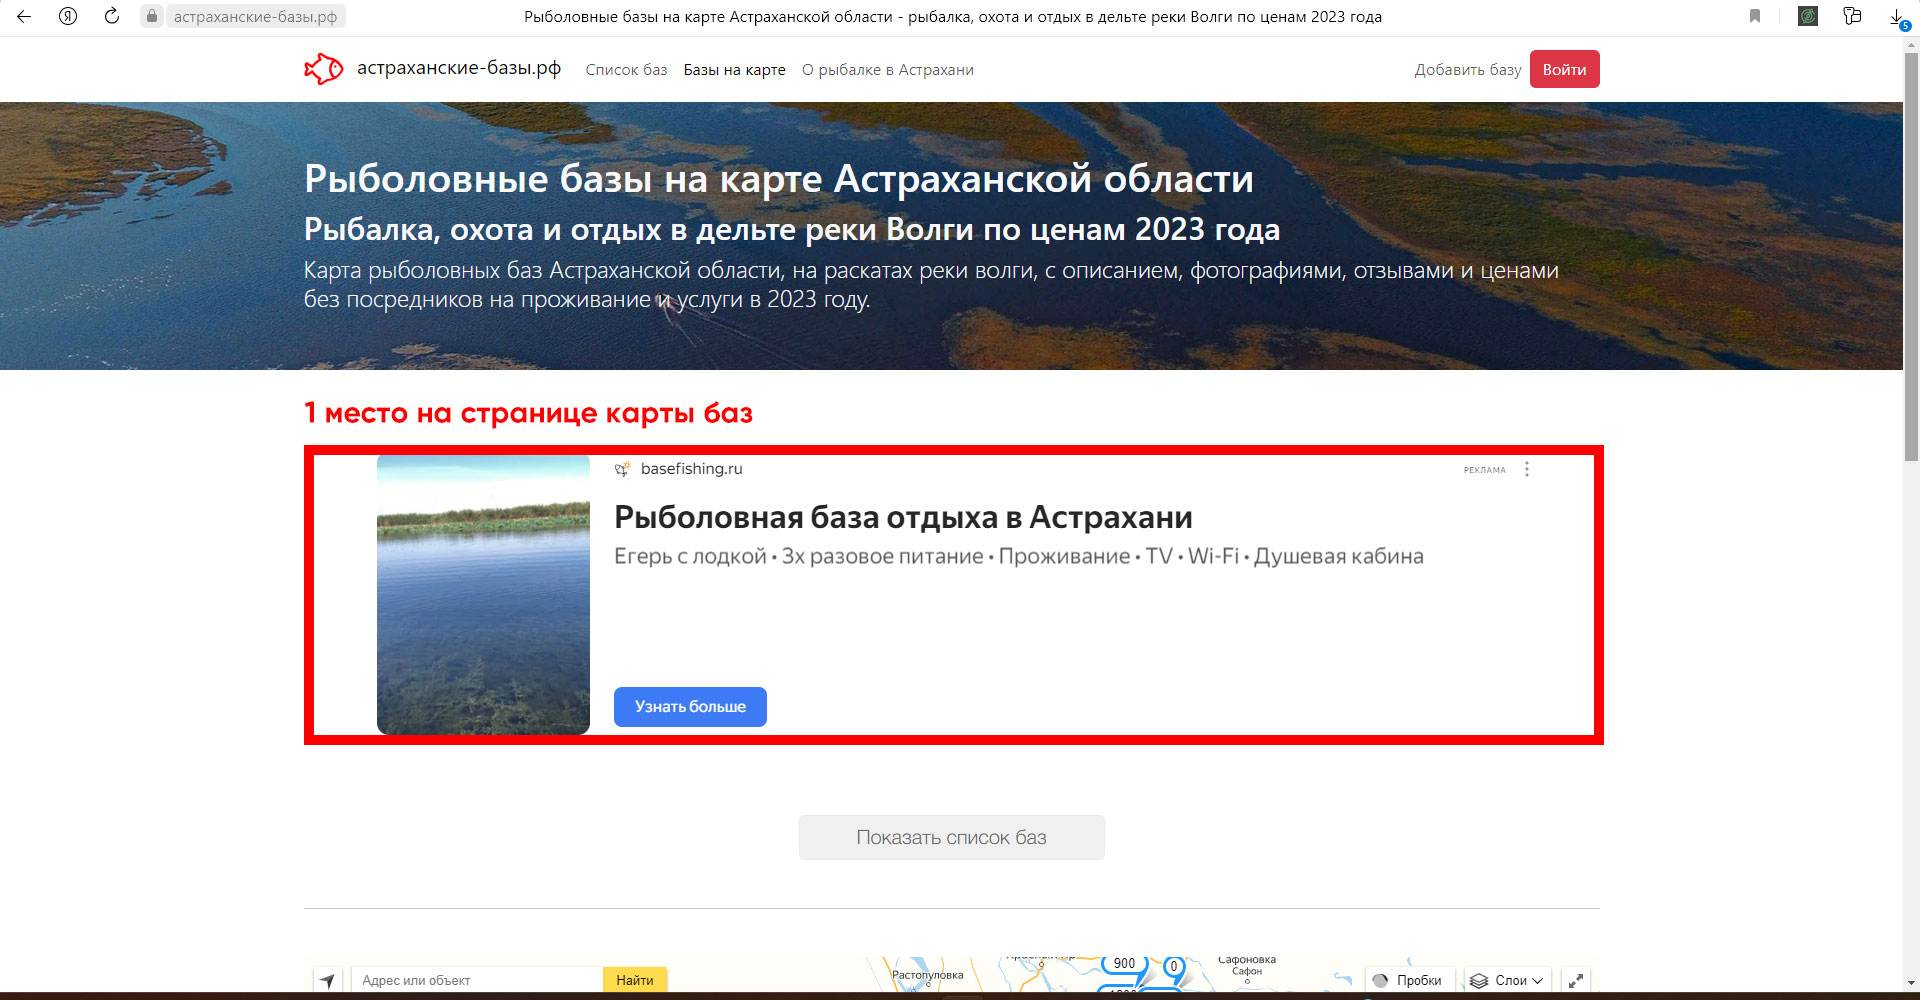 астраханские-базы.рф
Рыболовные базы на карте Астраханской области - рыбалка, охота и отдых в дельте реки Волги по ценам 2023 года
5
астраханские-базы.рф
Список баз
Базы на карте
О рыбалке в Астрахани
Добавить базу
Войти
Рыболовные базы на карте Астраханской области
Рыбалка, охота и отдых в дельте реки Волги по ценам 2023 года
Карта рыболовных баз Астраханской области, на раскатах реки волги, с описанием, фотографиями, отзывами и ценами
без посредников на проживание и услуги в 2023 году.
1 место на странице карты баз
basefishing.ru
РЕКЛАМА
Рыболовная база отдыха в Астрахани
Егерь с лодкой • 3х разовое питание • Проживание • TV • Wi-Fi • Душевая кабина
Узнать больше
Показать список баз
Адрес или объект
Найти
Растопуловка
900
0
Сафоновка
Сафон
Пробки
Слои